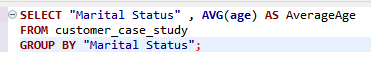 SELECT "Marital Status" , AVG(age) AS AverageAge
FROM customer_case_study
GROUP BY "Marital Status";